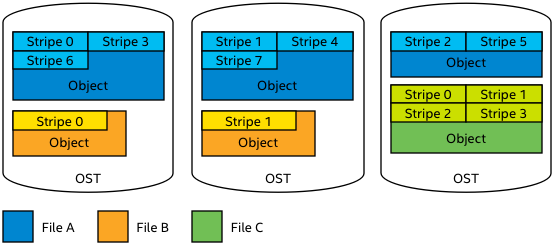 Stripe 0 Stripe 3
Stripe 6
Object
Stripe 0
Object
OST
Stripe 1 Stripe 4
Stripe 7
Object
Stripe 1
Object
OST
Stripe 2 Stripe 5
Object
Stripe 0 Stripe 1
Stripe 2 Stripe 3
Object
OST
File A File B File C